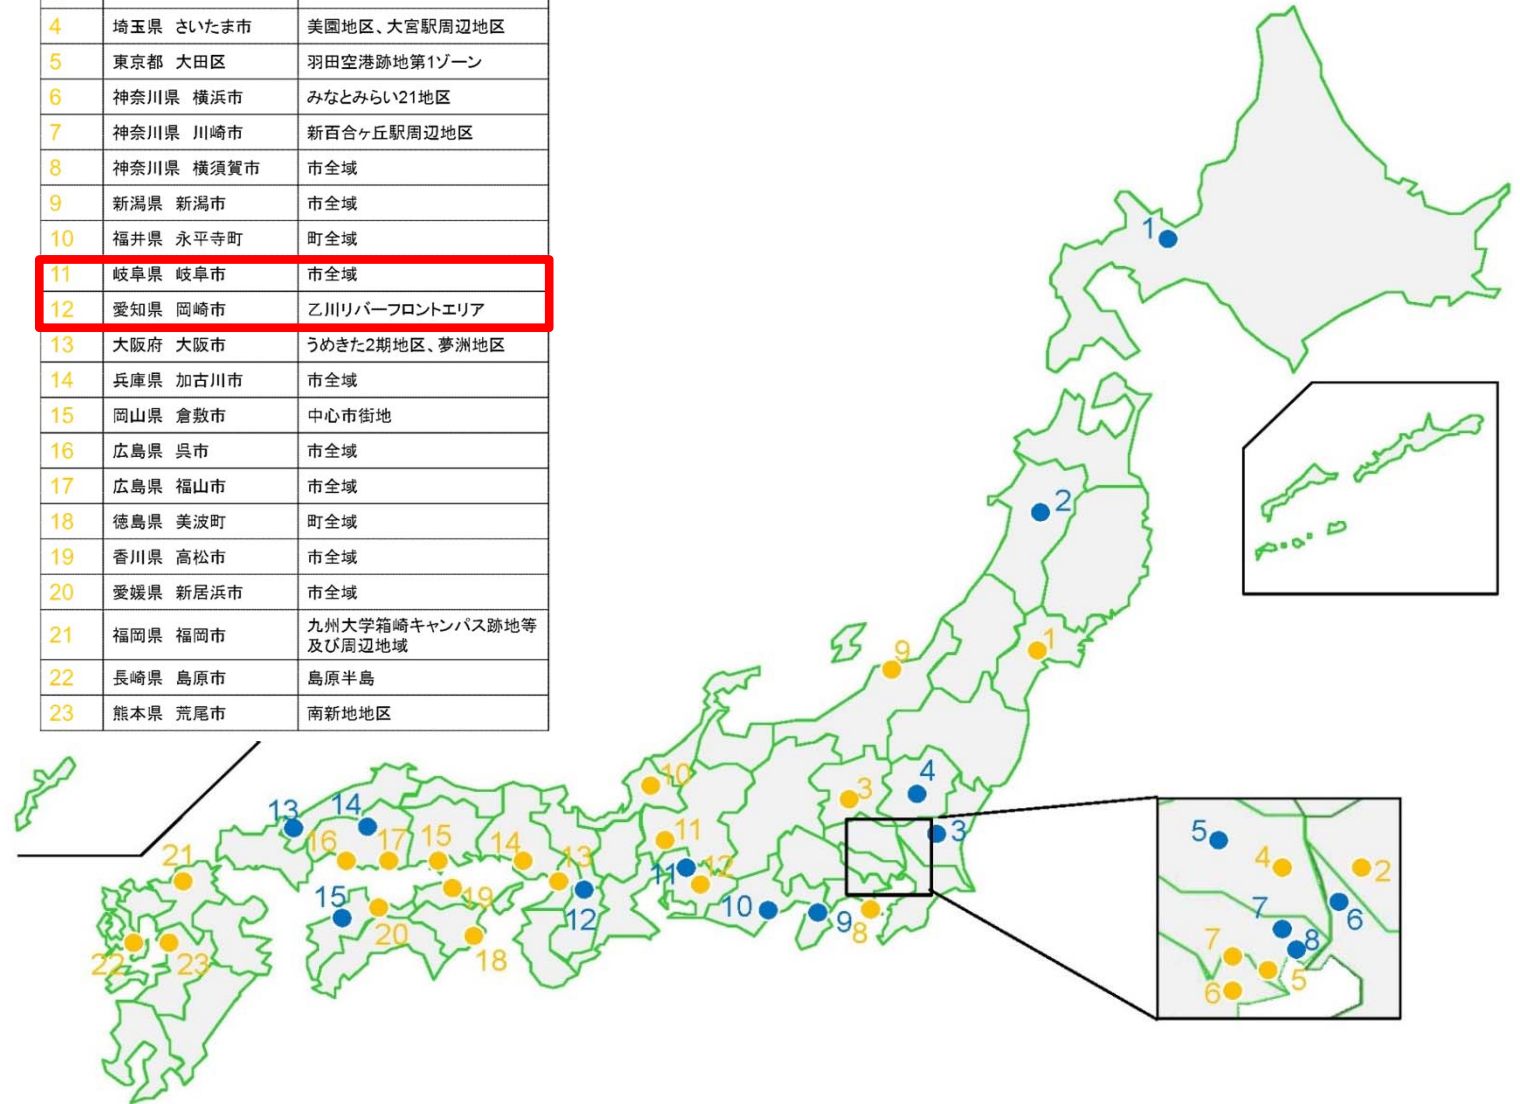 4 埼玉県 さいたま市 美園地区、大宮駅周辺地区
5 東京都 大田区 羽田空港跡地第1ゾーン
6 神奈川県 横浜市 みなとみらい21地区
7 神奈川県 川崎市 新百合ヶ丘駅周辺地区
8 神奈川県 横須賀市 市全域
9 新潟県 新潟市 市全域
10 福井県 永平寺町 町全域
11 岐阜県 岐阜市 市全域
12 愛知県 岡崎市 乙川リバーフロントエリア
13 大阪府 大阪市 うめきた2期地区、夢洲地区
14 兵庫県 加古川市 市全域
15 岡山県 倉敷市 中心市街地
16 広島県 呉市 市全域
17 広島県 福山市 市全域
18 徳島県 美波町 町全域
19 香川県 高松市 市全域
20 愛媛県 新居浜市 市全域
21 福岡県 福岡市 九州大学箱崎キャンパス跡地等
及び周辺地域
22 長崎県 島原市 島原半島
23 熊本県 荒尾市 南新地地区
1
2
1
9
4
3
10
3
13
14
16
17
15
14
13
11
11
12
21
15
20
19
18
12
10
9
8
22
23
5
4
2
6
7
8
7
5
6